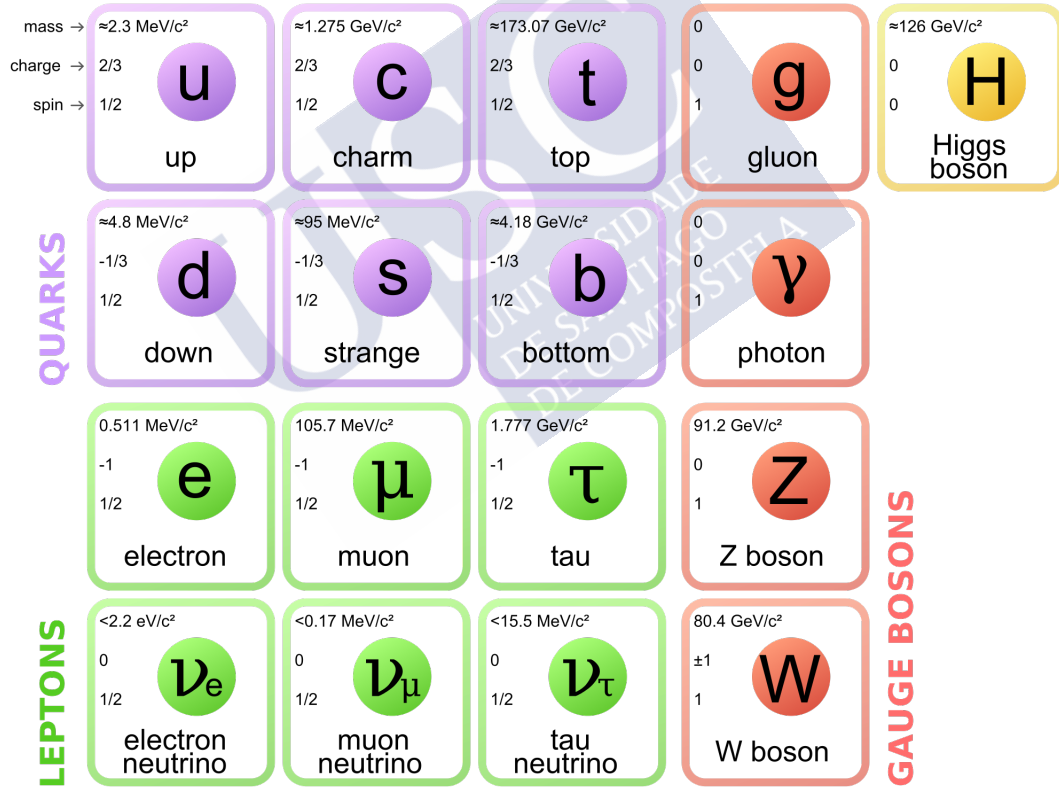 mass →
charge →
spin →
≈2.3 MeV/c²
2/3
1/2
u
up
≈1.275 GeV/c²
2/3
1/2
c
charm
≈173.07 GeV/c²
2/3
1/2
t
top
0
0
1
g
gluon
≈126 GeV/c²
0
0
H
Higgs
boson
QUARKS
≈4.8 MeV/c²
-1/3
1/2
d
down
≈95 MeV/c²
-1/3
1/2
s
strange
≈4.18 GeV/c²
-1/3
1/2
b
bottom
0
0
1
γ
photon
USC
UNIVERSIDADE
DE SANTIAGO
DE COMPOSTELA
0.511 MeV/c²
-1
1/2
e
electron
105.7 MeV/c²
-1
1/2
μ
muon
1.777 GeV/c²
-1
1/2
τ
tau
91.2 GeV/c²
0
1
Z
Z boson
LEPTONS
<2.2 eV/c²
0
1/2
νe
electron
neutrino
<0.17 MeV/c²
0
1/2
νμ
muon
neutrino
<15.5 MeV/c²
0
1/2
ντ
tau
neutrino
80.4 GeV/c²
±1
1
W
W boson
GAUGE BOSONS